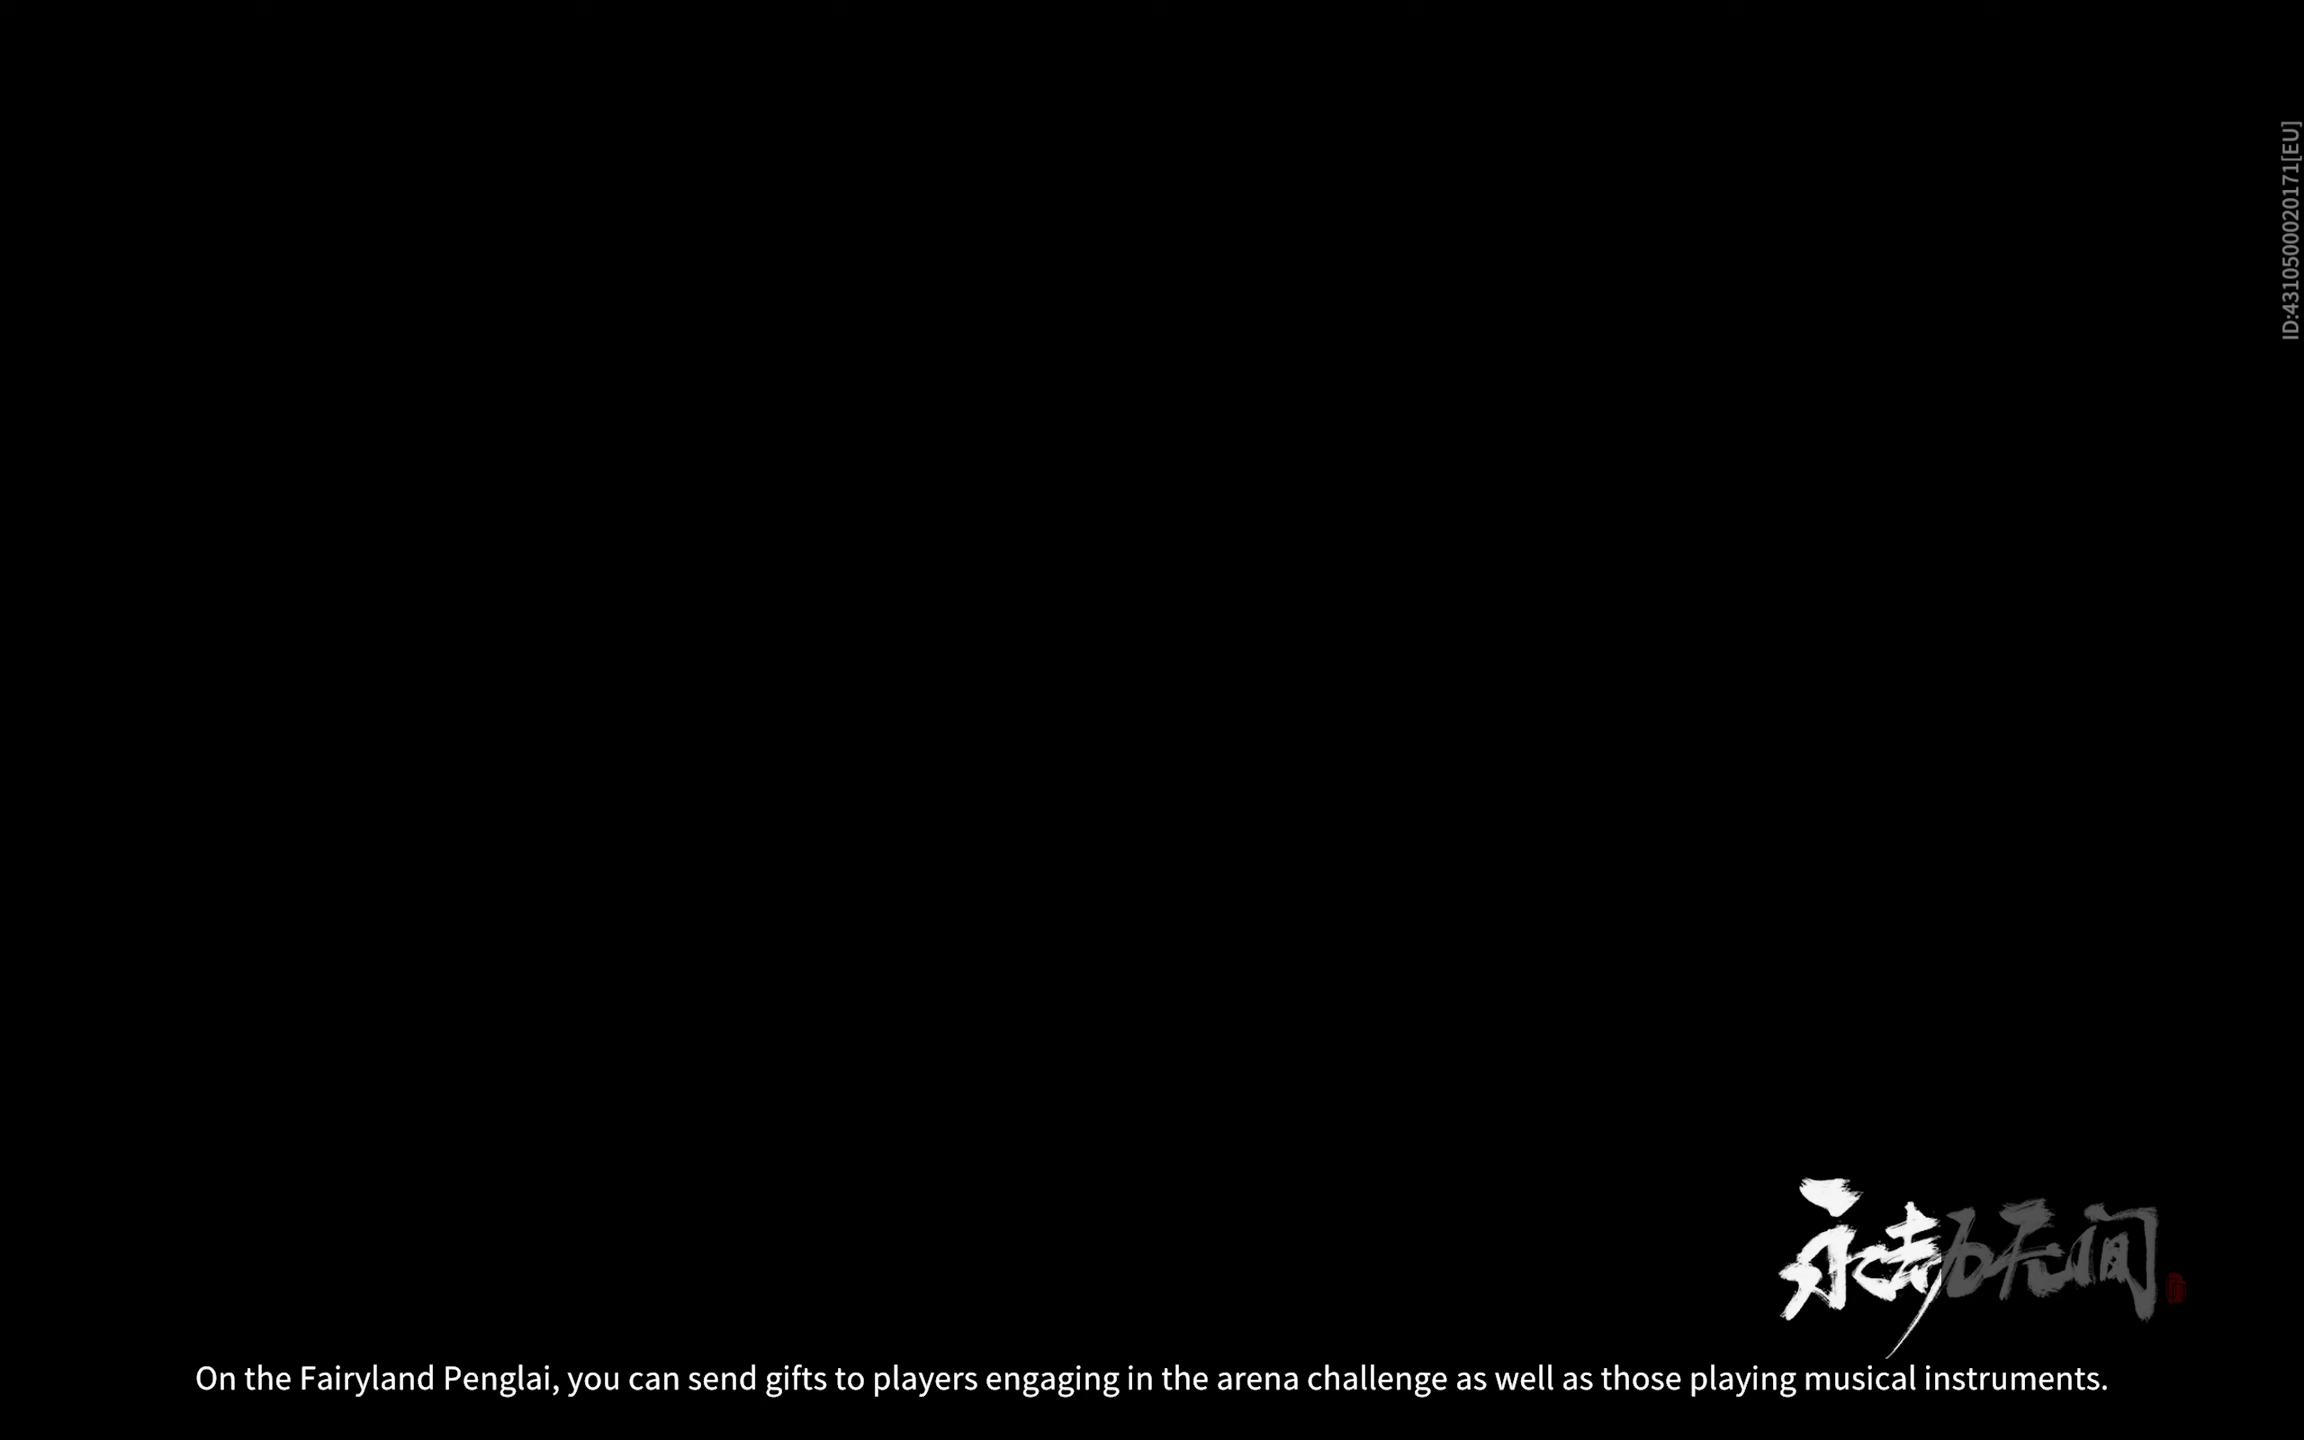 ID:4310500020171[EU]
永劫无间
On the Fairyland Penglai, you can send gifts to players engaging in the arena challenge as well as those playing musical instruments.